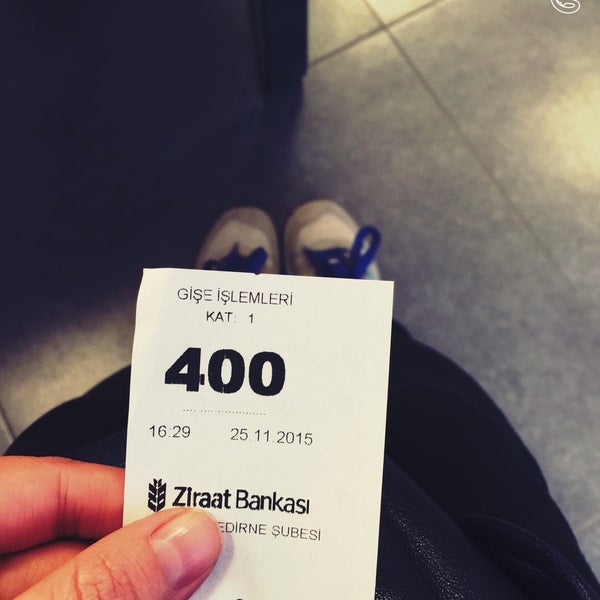 GİŞE İŞLEMLERİ
KAT: 1
400
16:29 25.11.2015
Ziraat Bankası
EDİRNE ŞUBESİ